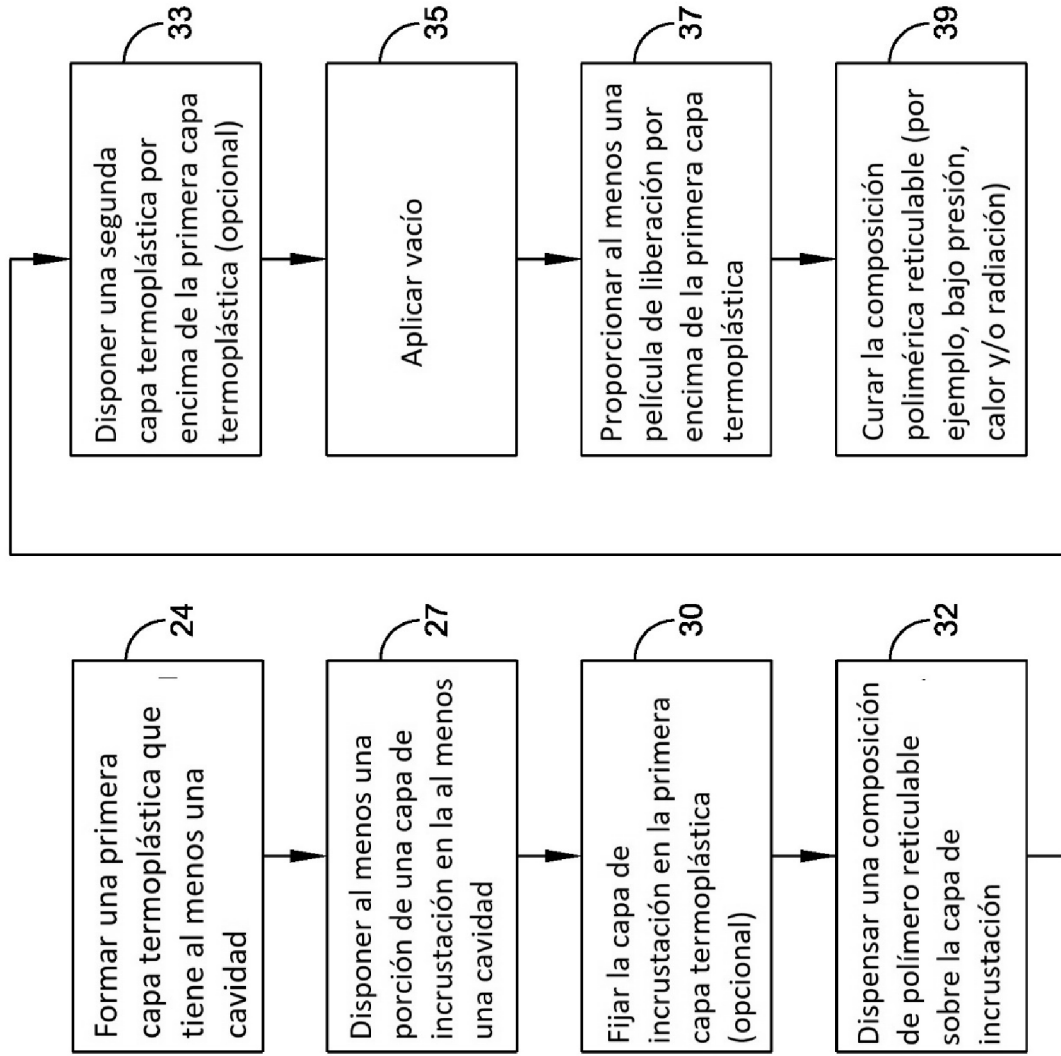 24
Formar una primera
capa termoplástica que
tiene al menos una
cavidad
27
Disponer al menos una
porción de una capa de
incrustación en la al menos
una cavidad
30
Fijar la capa de
incrustación en la primera
capa termoplástica
(opcional)
32
Dispensar una composición
de polímero reticulable
sobre la capa de
incrustación
33
Disponer una segunda
capa termoplástica por
encima de la primera capa
termoplástica (opcional)
35
Aplicar vacío
37
Proporcionar al menos una
película de liberación por
encima de la primera capa
termoplástica
39
Curar la composición
polimérica reticulable (por
ejemplo, bajo presión,
calor y/o radiación)